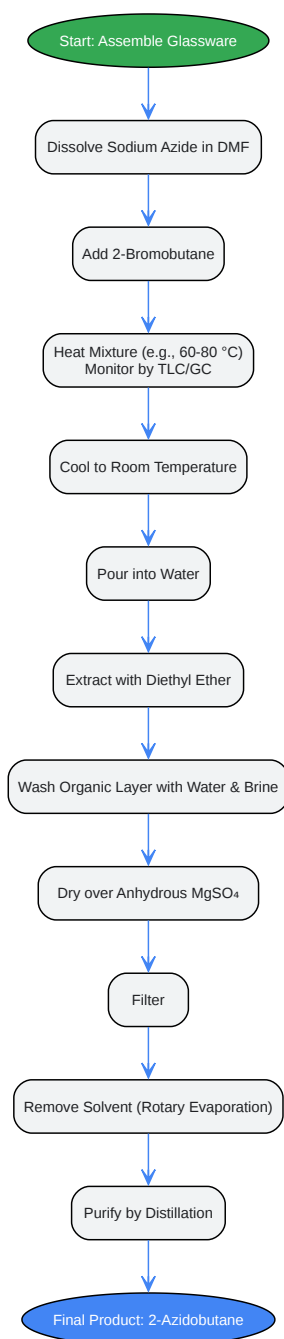 Start: Assemble Glassware
Dissolve Sodium Azide in DMF
Add 2-Bromobutane
Heat Mixture (e.g., 60-80 °C)
Monitor by TLC/GC
Cool to Room Temperature
Pour into Water
Extract with Diethyl Ether
Wash Organic Layer with Water & Brine
Dry over Anhydrous MgSO₄
Filter
Remove Solvent (Rotary Evaporation)
Purify by Distillation
Final Product: 2-Azidobutane